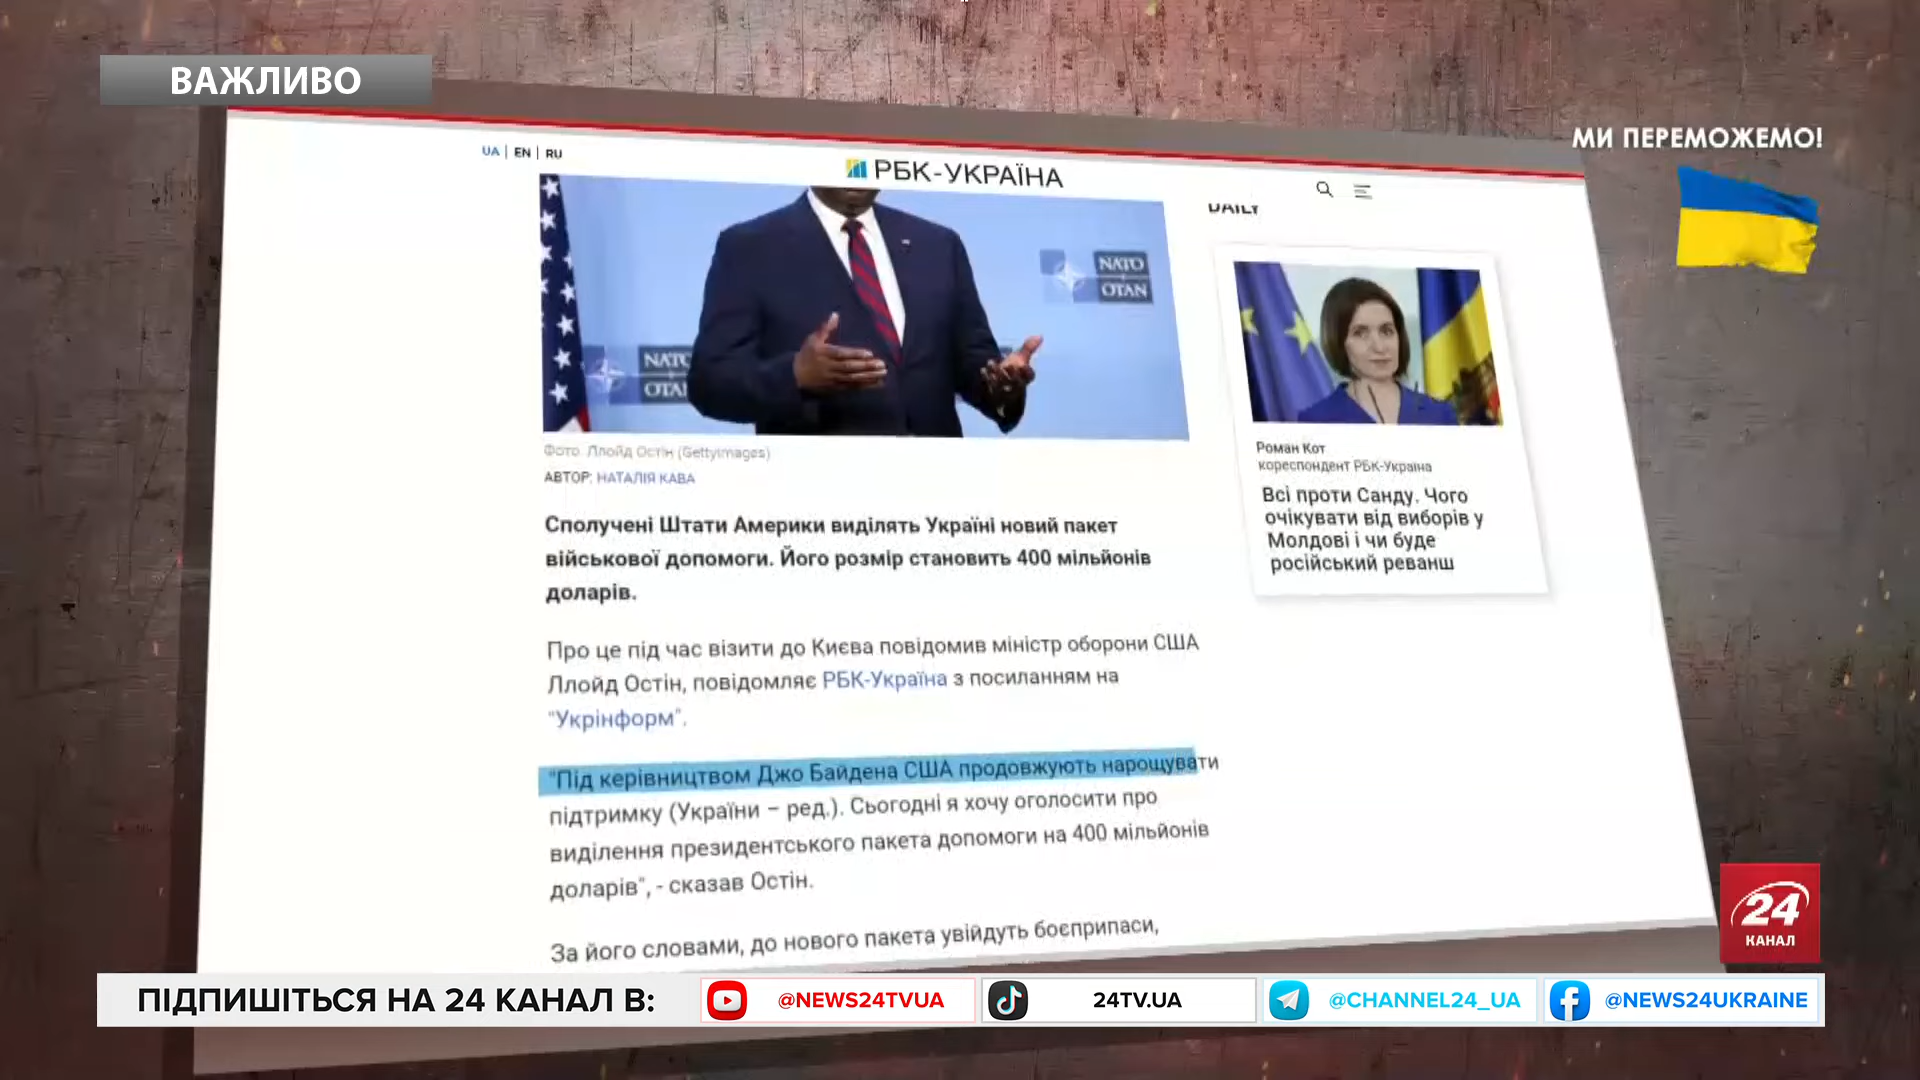 ВАЖЛИВО
МИ ПЕРЕМОЖЕМО!
UA | EN | RU
РБК-УКРАЇНА
DAILY
NATO
OTAN
NATO
OTAN
Фото: Ллойд Остін (GettyImages)
АВТОР: НАТАЛІЯ КАВА
Сполучені Штати Америки виділять Україні новий пакет
військової допомоги. Його розмір становить 400 мільйонів
доларів.
Про це під час візити до Києва повідомив міністр оборони США
Ллойд Остін, повідомляє РБК-Україна з посиланням на
"Укрінформ".
"Під керівництвом Джо Байдена США продовжують нарощувати
підтримку (України – ред.). Сьогодні я хочу оголосити про
виділення президентського пакета допомоги на 400 мільйонів
доларів", - сказав Остін.
За його словами, до нового пакета увійдуть боєприпаси,
Роман Кот
кореспондент РБК-Україна
Всі проти Санду. Чого
очікувати від виборів у
Молдові і чи буде
російський реванш
24
КАНАЛ
ПІДПИШІТЬСЯ НА 24 КАНАЛ В:
@NEWS24TVUA
24TV.UA
@CHANNEL24_UA
@NEWS24UKRAINE